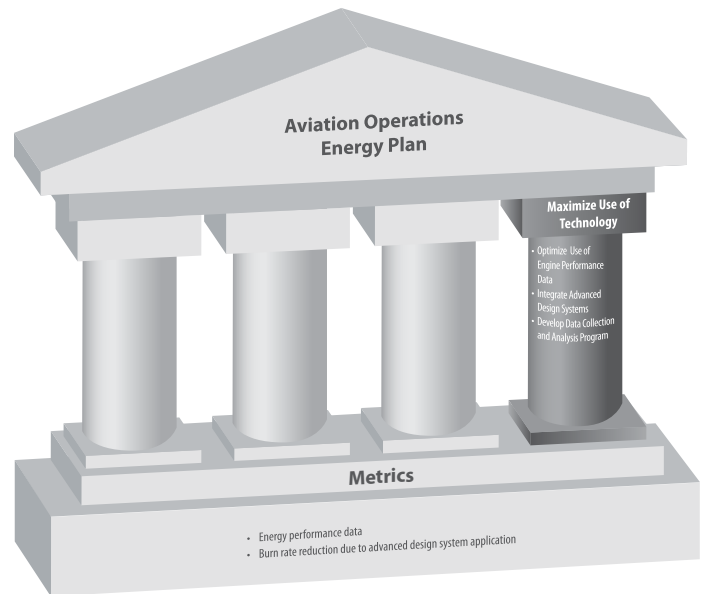 Aviation Operations
Energy Plan
Maximize Use of
Technology
• Optimize Use of
Engine Performance
Data
• Integrate Advanced
Design Systems
• Develop Data Collection
and Analysis Program
Metrics
• Energy performance data
• Burn rate reduction due to advanced design system application